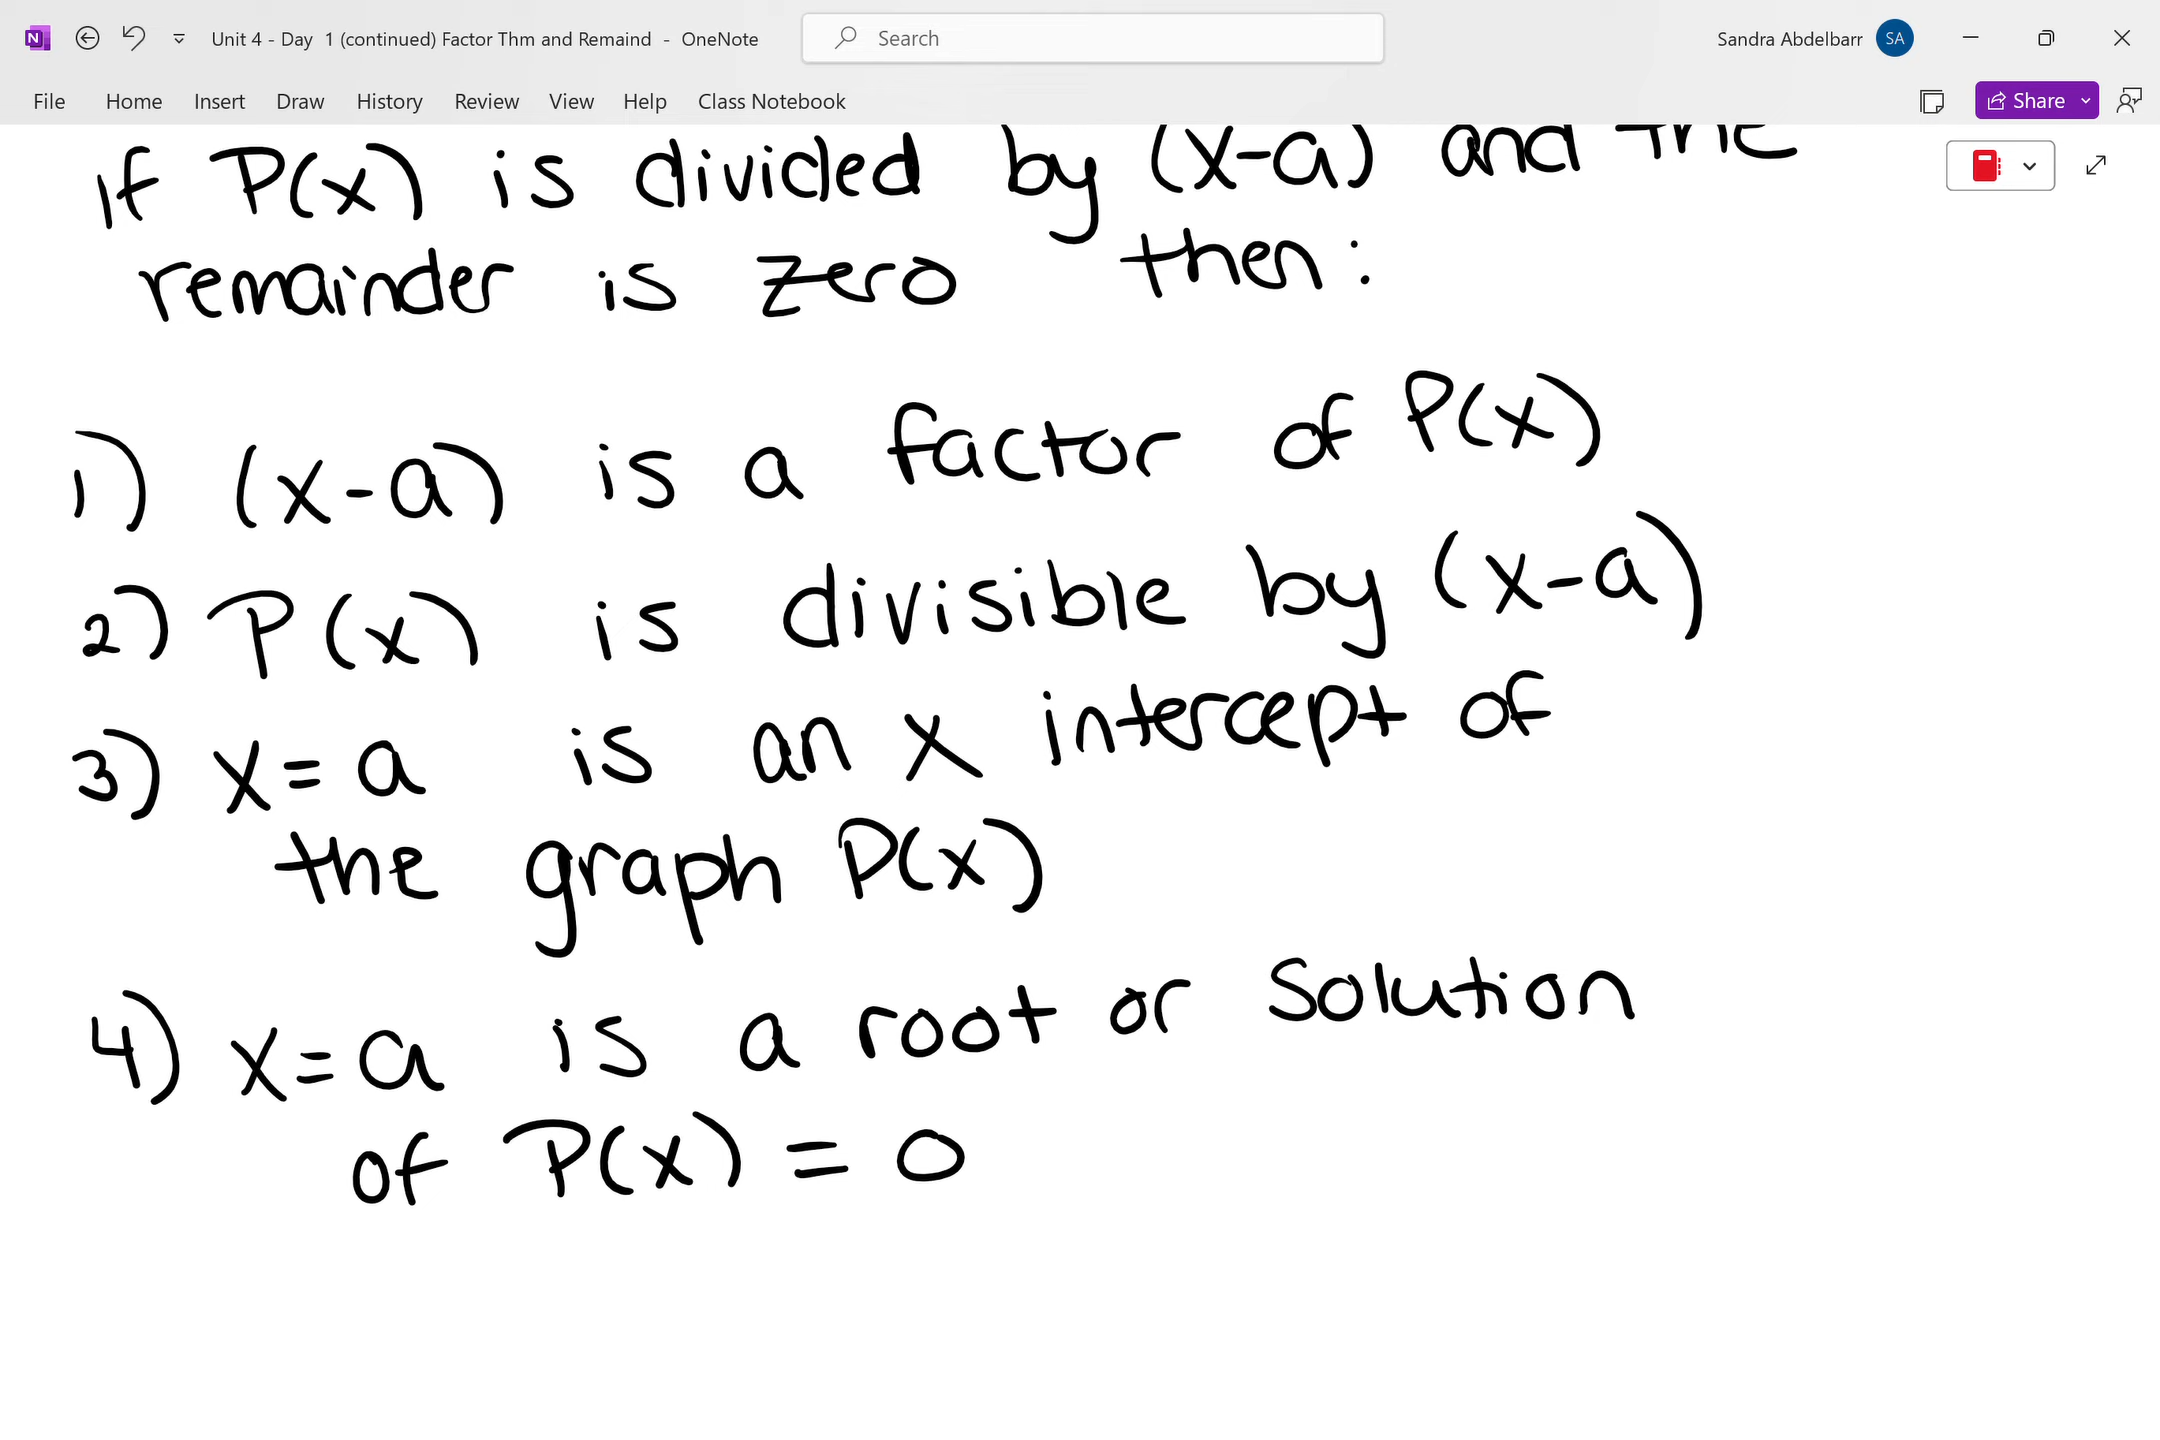 Unit 4 - Day 1 (continued) Factor Thm and Remaind - OneNote
Search
Sandra Abdelbarr SA
File Home Insert Draw History Review View Help Class Notebook Share
If P(x) is divided by (x-a) and the
remainder is zero then:
1) (x-a) is a factor of P(x)
2) P(x) is divisible by (x-a)
3) x=a is an x intercept of
the graph P(x)
4) x=a is a root or solution
of P(x) = 0